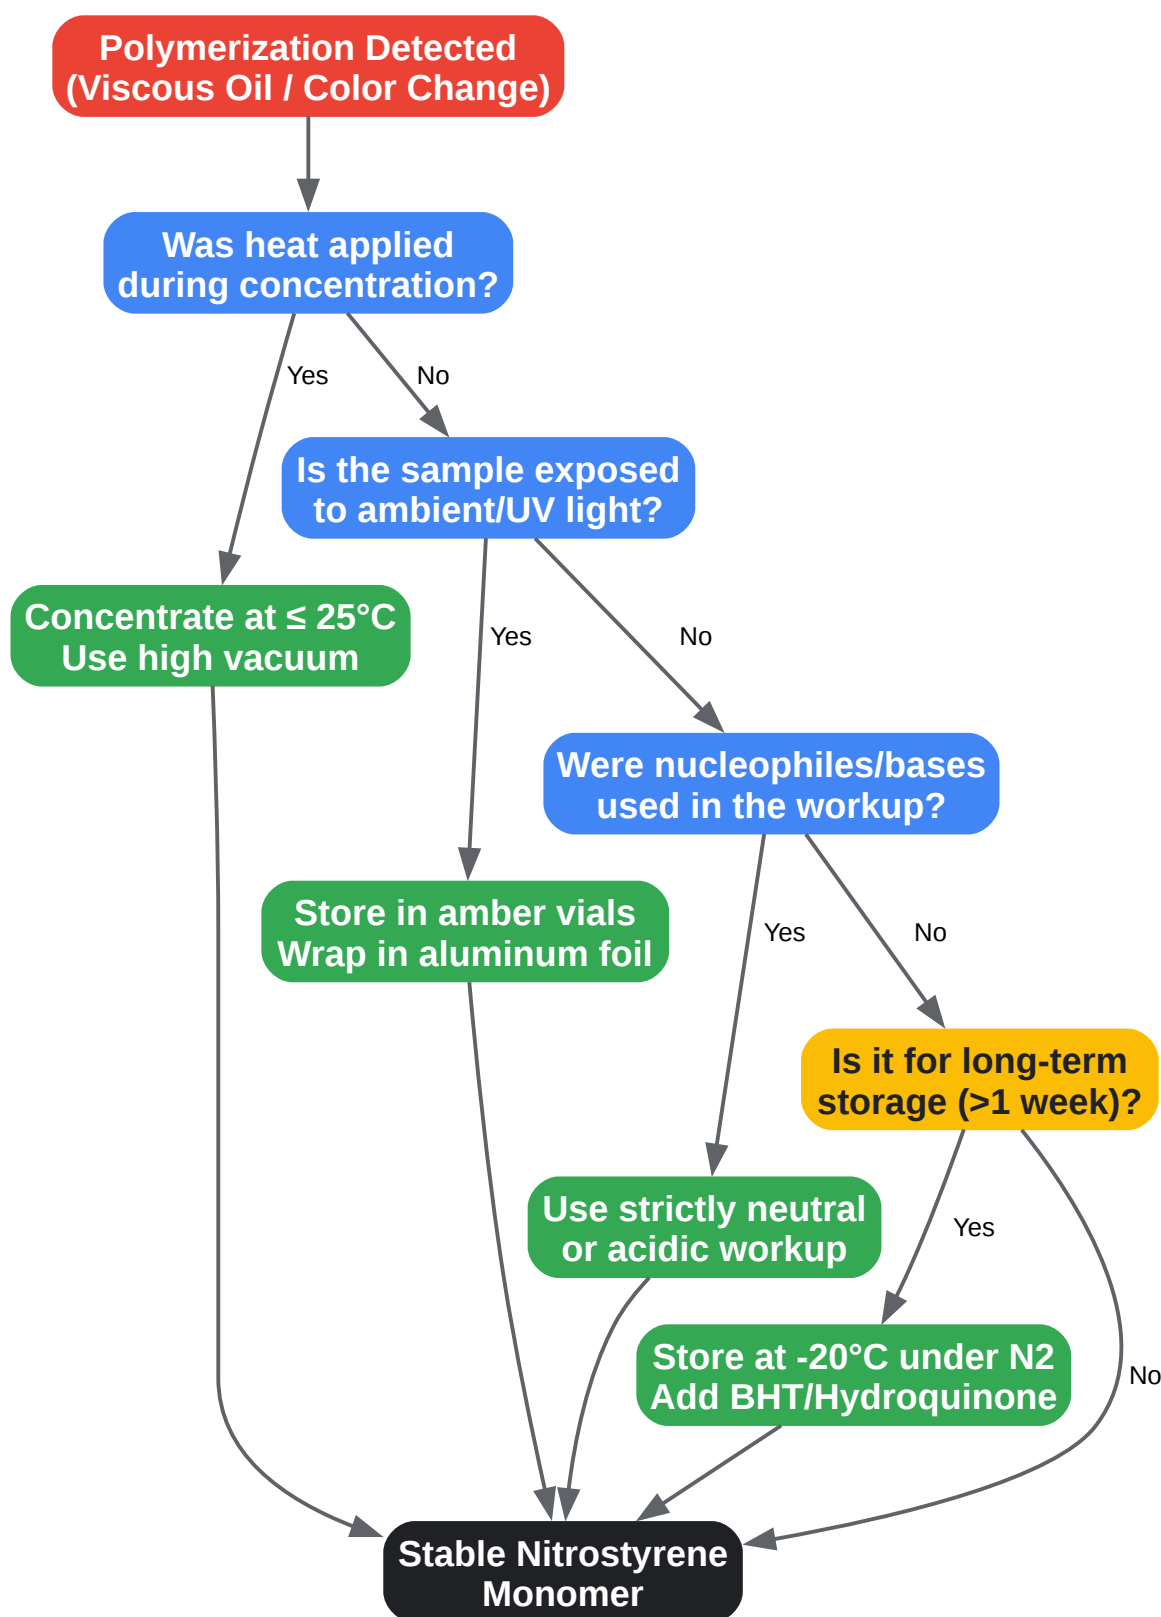 Polymerization Detected
(Viscous Oil / Color Change)
Was heat applied
during concentration?
Yes
No
Is the sample exposed
to ambient/UV light?
Concentrate at ≤ 25°C
Use high vacuum
Yes
No
Were nucleophiles/bases
used in the workup?
Store in amber vials
Wrap in aluminum foil
Yes
No
Is it for long-term
storage (>1 week)?
Use strictly neutral
or acidic workup
Yes
Store at -20°C under N2
Add BHT/Hydroquinone
No
Stable Nitrostyrene
Monomer